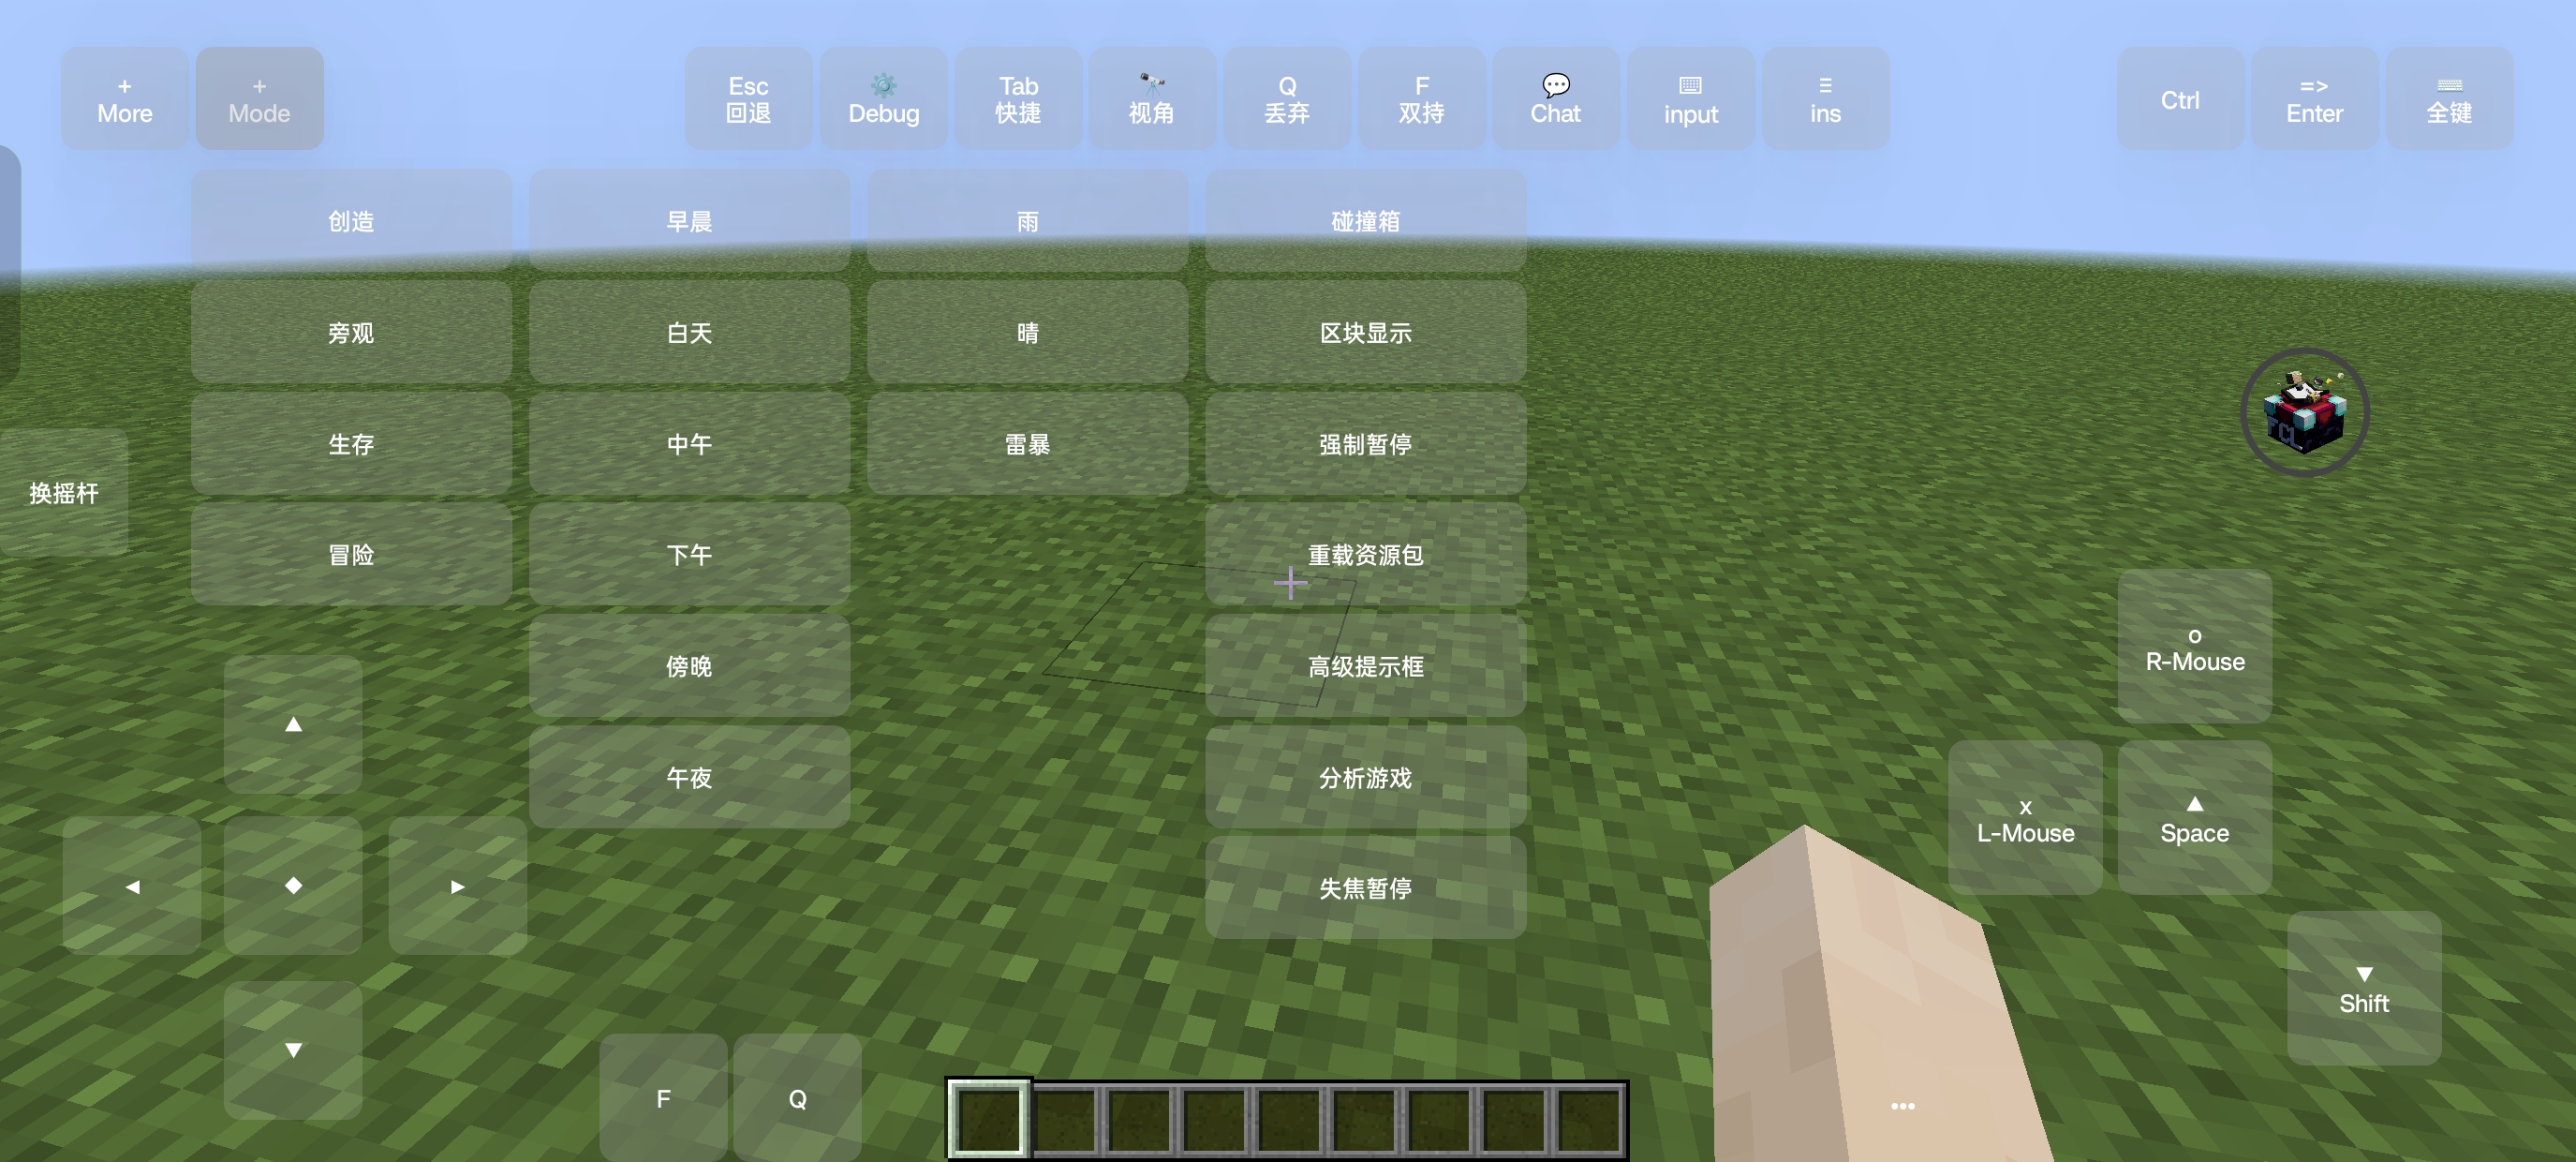 +
More
+
Mode
Esc
回退
Debug
Tab
快捷
视角
Q
丢弃
F
双持
Chat
input
ins
Ctrl
=>
Enter
全键
创造
早晨
雨
碰撞箱
旁观
白天
晴
区块显示
生存
中午
雷暴
强制暂停
换摇杆
冒险
下午
重载资源包
傍晚
高级提示框
午夜
分析游戏
失焦暂停
FCL
o
R-Mouse
x
L-Mouse
▲
Space
▼
Shift
▲
◀
◆
▶
▼
F
Q
•••